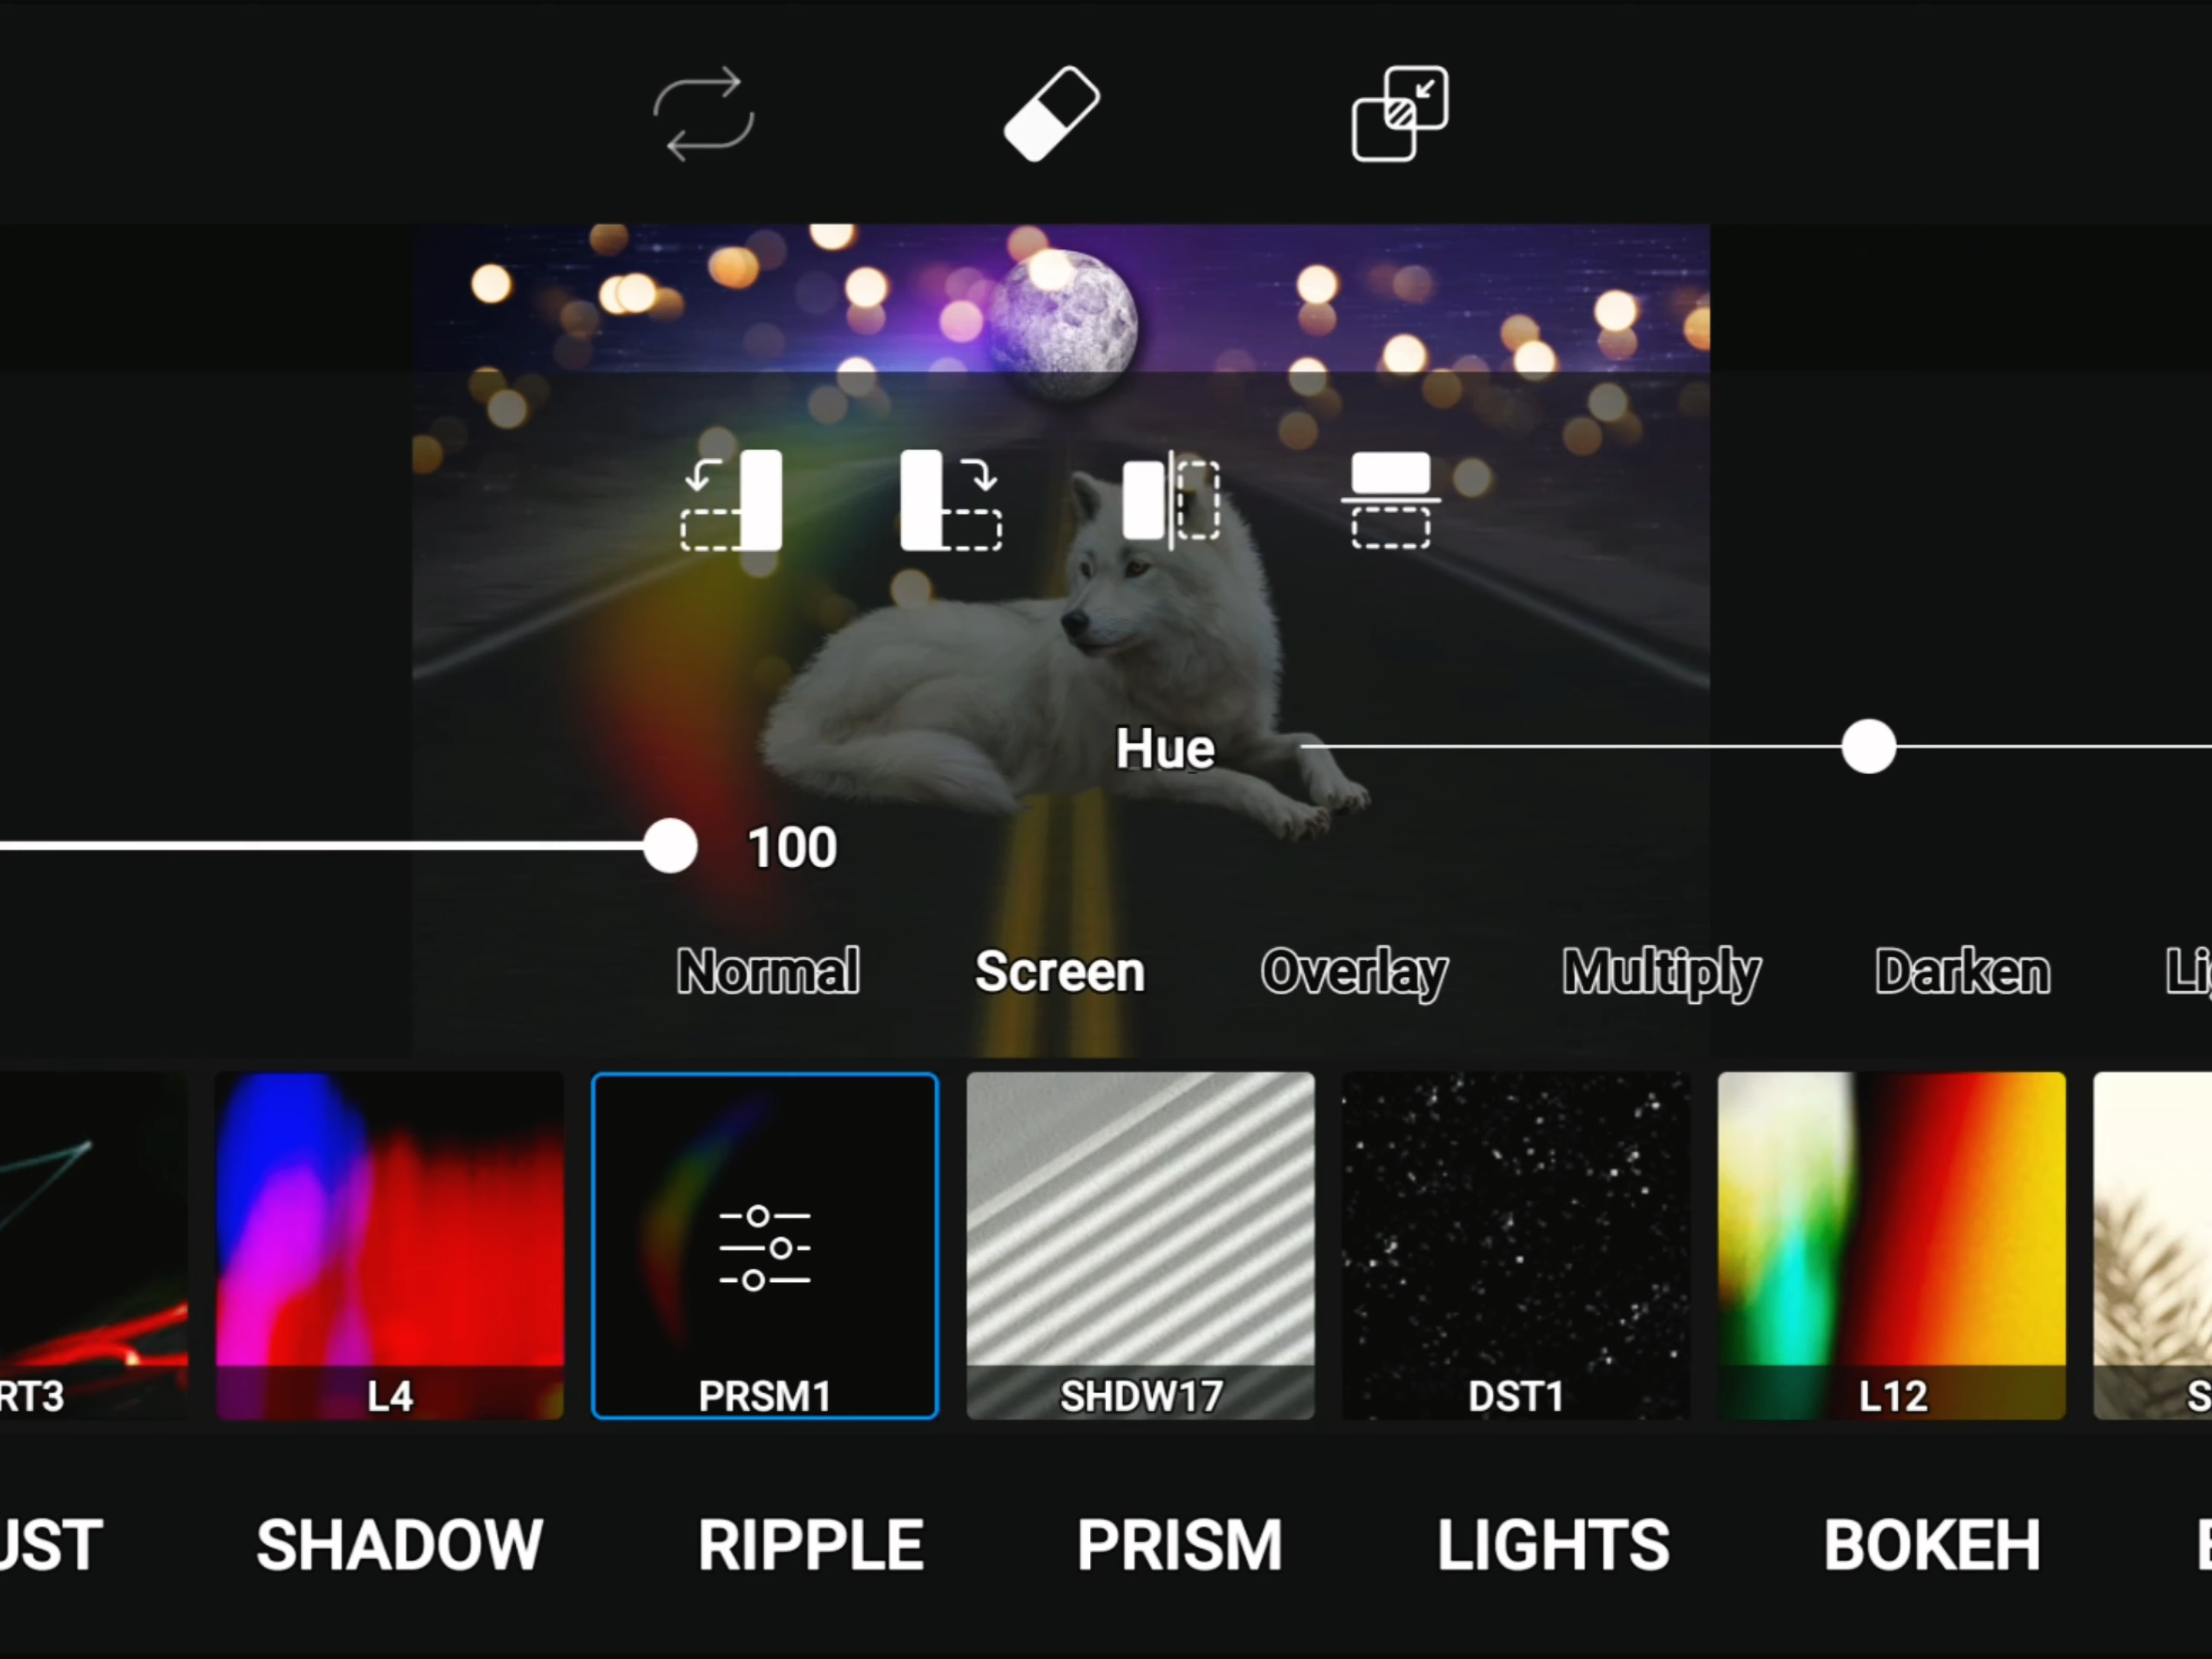 Hue
100
Normal Screen Overlay Multiply Darken
L4 PRSM1 SHDW17 DST1 L12
SHADOW RIPPLE PRISM LIGHTS BOKEH